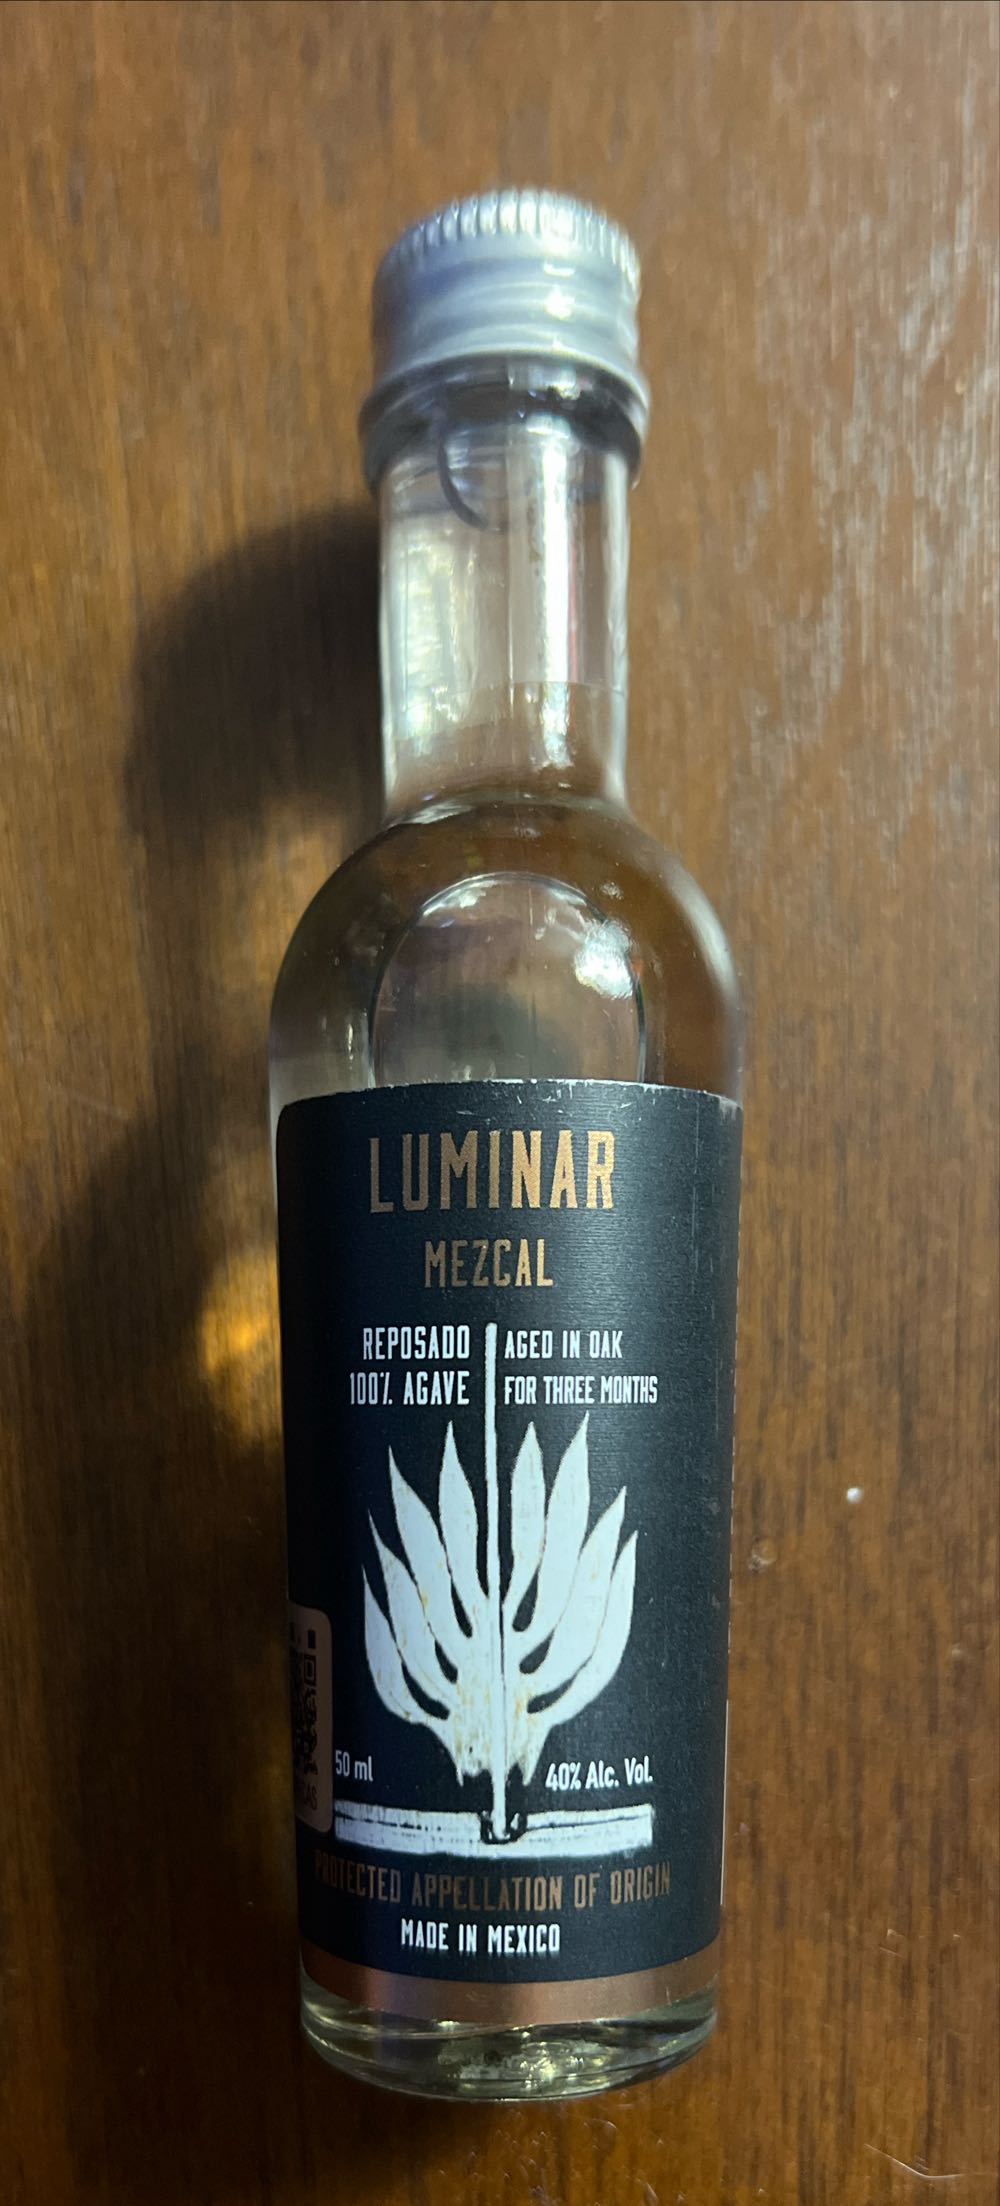 LUMINAR
MEZCAL
REPOSADO
100% AGAVE
AGED IN OAK
FOR THREE MONTHS
50 ml
40% Alc. Vol.
PROTECTED APPELLATION OF ORIGIN
MADE IN MEXICO